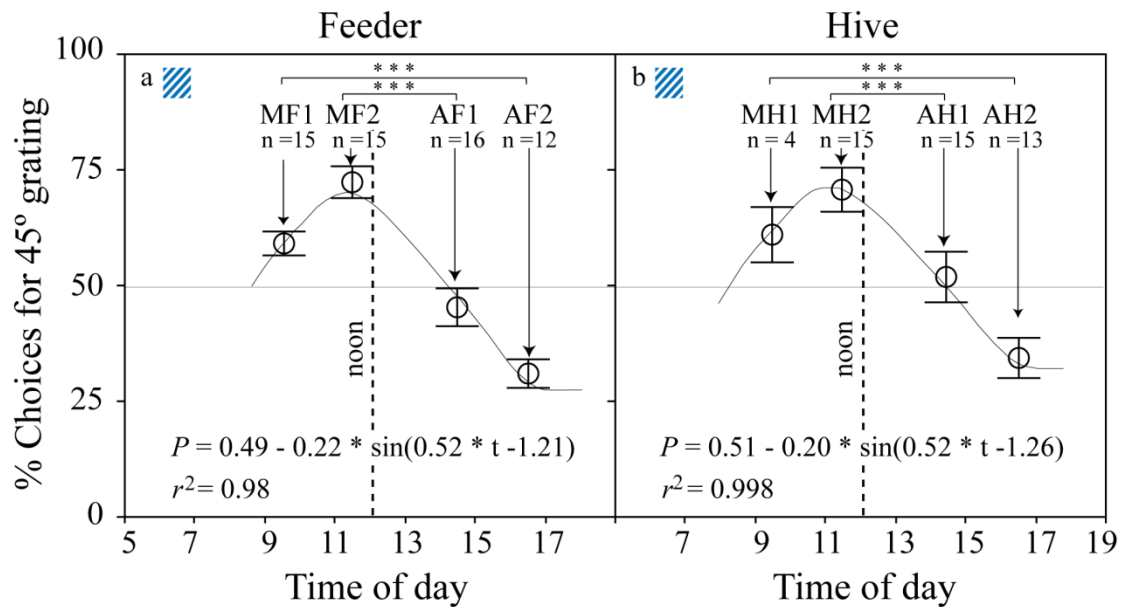 Feeder Hive
% Choices for 45º grating
100
75
50
25
0
a
* * *
* * *
MF1 MF2 AF1 AF2
n =15 n =15 n =16 n =12
noon
P = 0.49 - 0.22 * sin(0.52 * t -1.21)
r² = 0.98
5 7 9 11 13 15 17
Time of day
b
* * *
* * *
MH1 MH2 AH1 AH2
n = 4 n =15 n =15 n =13
noon
P = 0.51 - 0.20 * sin(0.52 * t -1.26)
r² = 0.998
7 9 11 13 15 17 19
Time of day